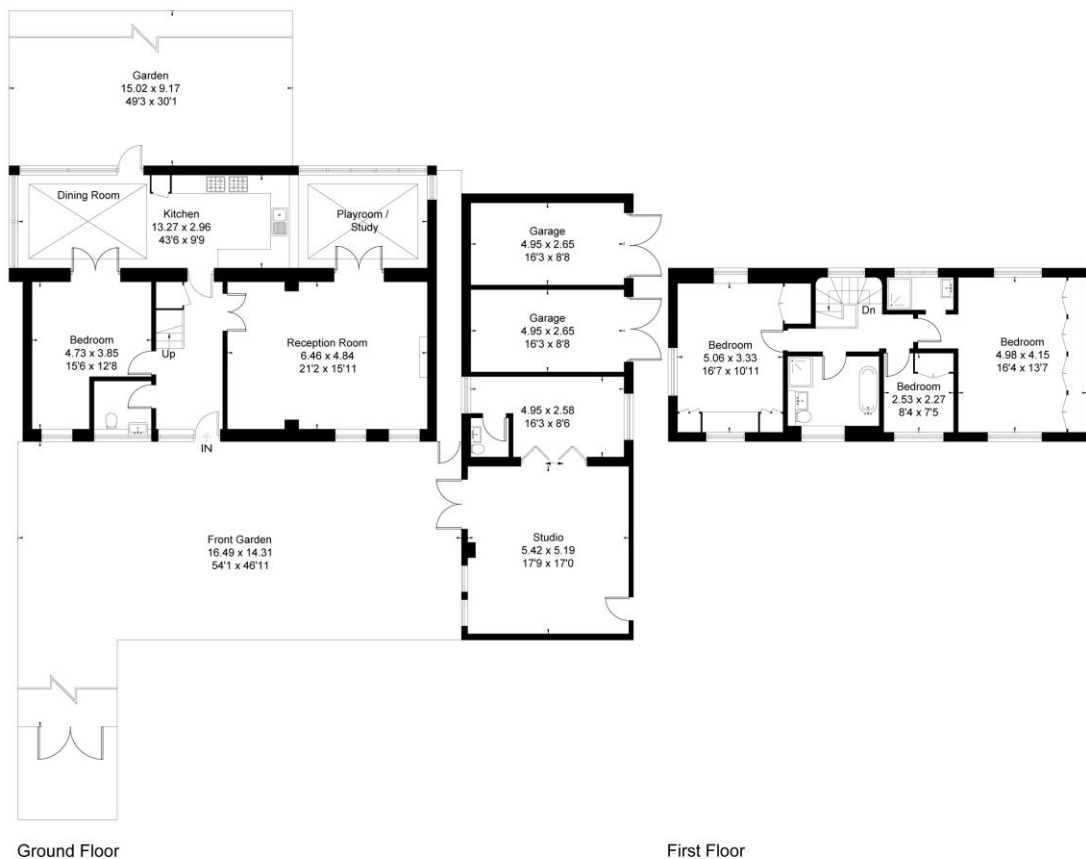 Garden
15.02 x 9.17
49'3 x 30'1
Dining Room
Kitchen
13.27 x 2.96
43'6 x 9'9
Playroom /
Study
Garage
4.95 x 2.65
16'3 x 8'8
Garage
4.95 x 2.65
16'3 x 8'8
Bedroom
4.73 x 3.85
15'6 x 12'8
Up
Reception Room
6.46 x 4.84
21'2 x 15'11
IN
4.95 x 2.58
16'3 x 8'6
Studio
5.42 x 5.19
17'9 x 17'0
Front Garden
16.49 x 14.31
54'1 x 46'11
Ground Floor
Dn
Bedroom
5.06 x 3.33
16'7 x 10'11
Bedroom
2.53 x 2.27
8'4 x 7'5
Bedroom
4.98 x 4.15
16'4 x 13'7
First Floor